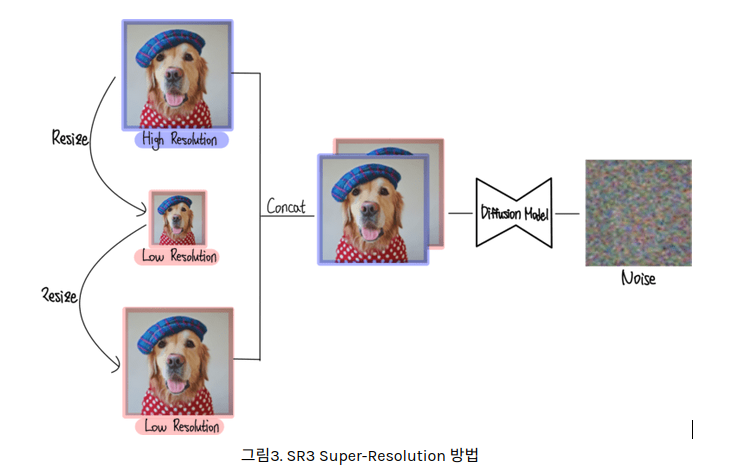 High Resolution
Resize
Low Resolution
Concat
Diffusion Model
Noise
Resize
Low Resolution
그림3. SR3 Super-Resolution 방법